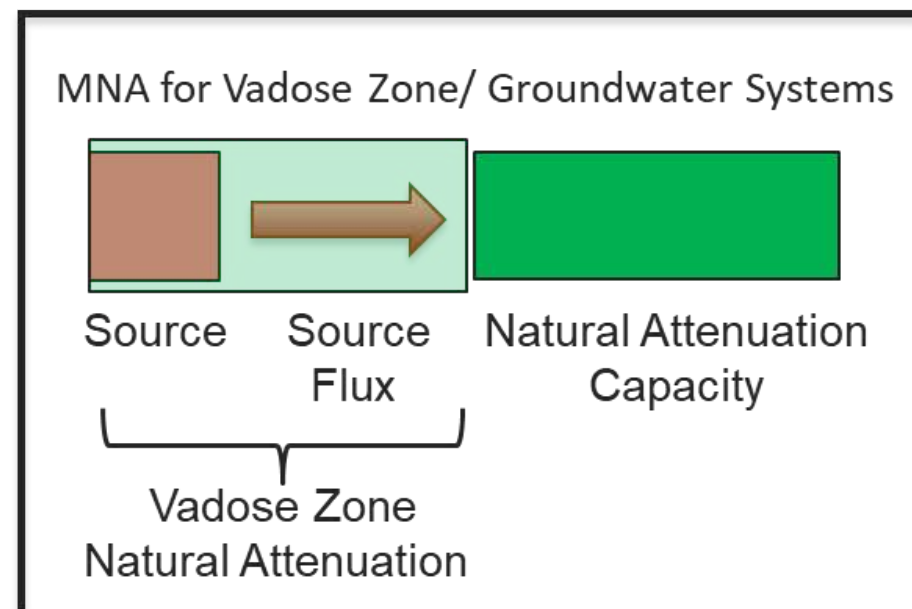 MNA for Vadose Zone/ Groundwater Systems
Source
Source
Flux
Natural Attenuation
Capacity
Vadose Zone
Natural Attenuation